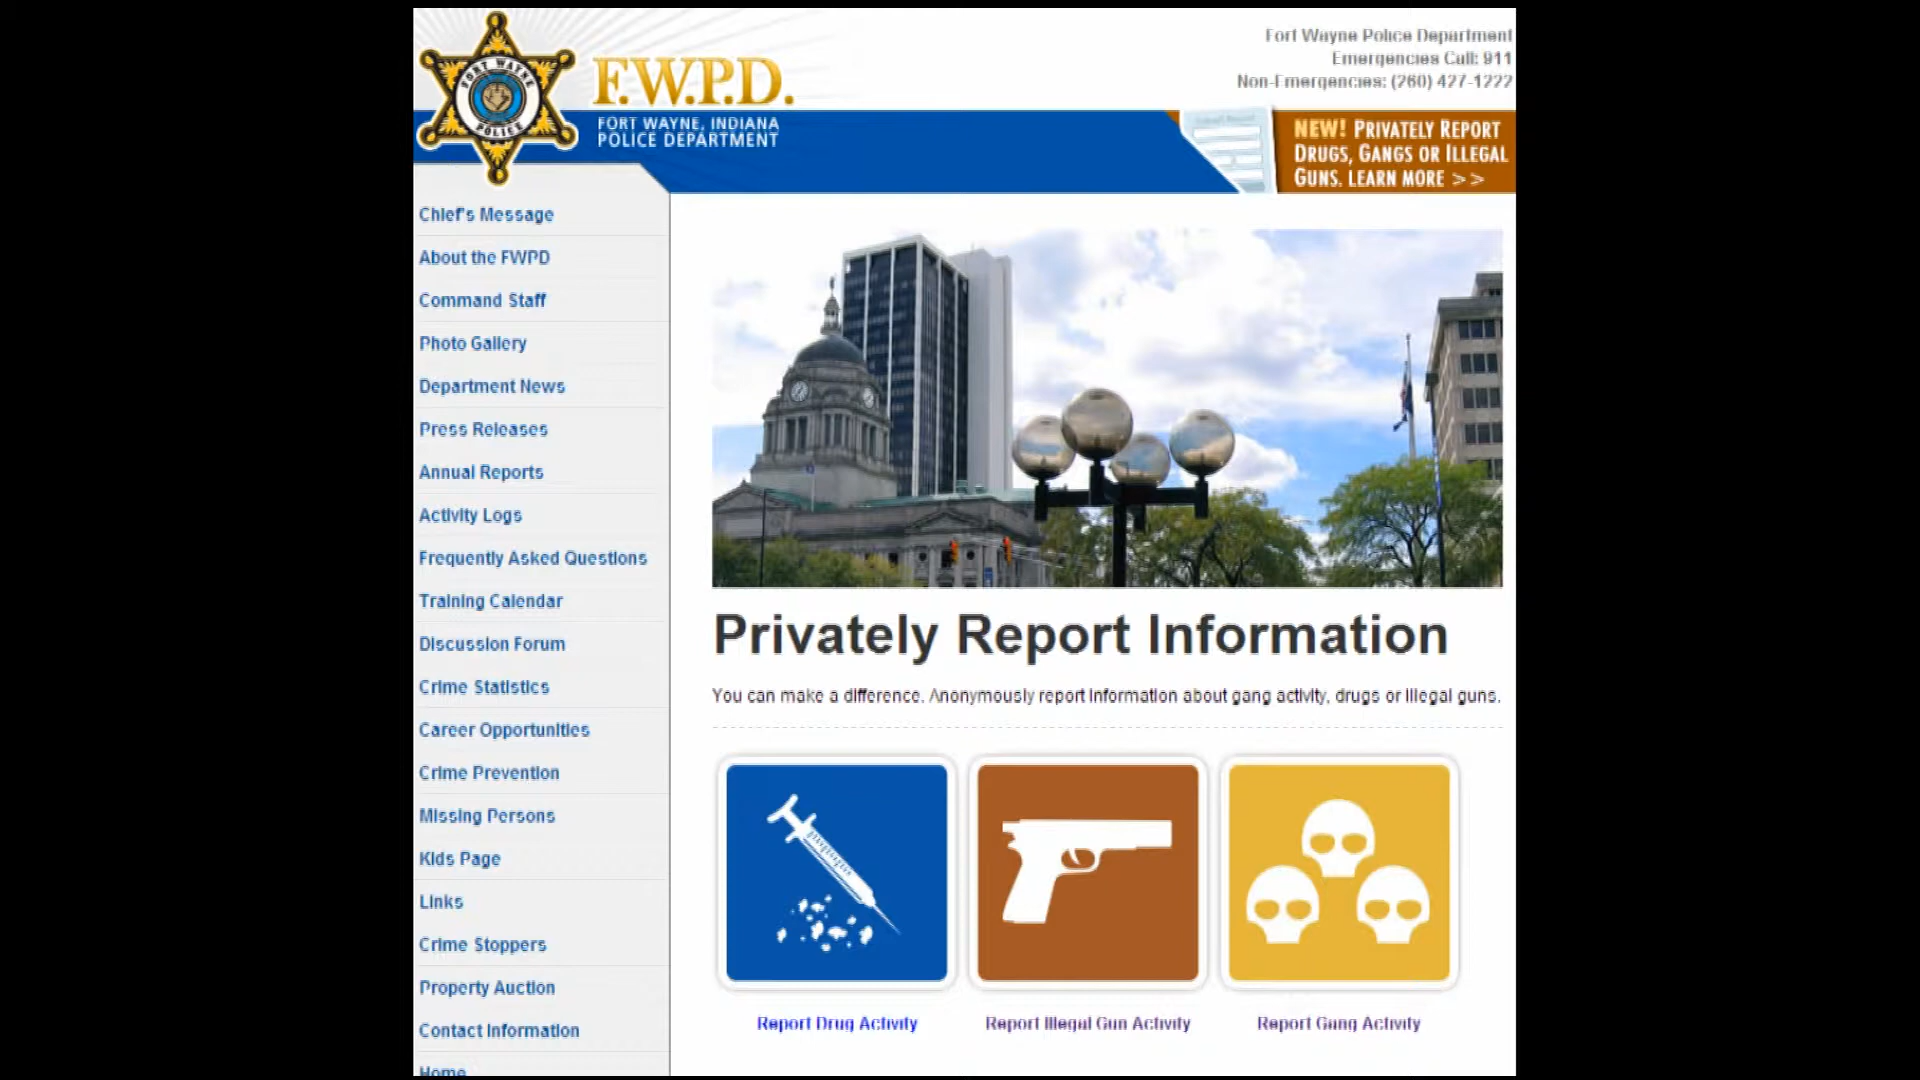 FORT WAYNE
POLICE
F.W.P.D.
FORT WAYNE, INDIANA
POLICE DEPARTMENT
Fort Wayne Police Department
Emergencies Call: 911
Non-Emergencies: (260) 427-1222
NEW! PRIVATELY REPORT
DRUGS, GANGS OR ILLEGAL
GUNS. LEARN MORE >>
Chief's Message
About the FWPD
Command Staff
Photo Gallery
Department News
Press Releases
Annual Reports
Activity Logs
Frequently Asked Questions
Training Calendar
Discussion Forum
Crime Statistics
Career Opportunities
Crime Prevention
Missing Persons
Kids Page
Links
Crime Stoppers
Property Auction
Contact Information
Home
Privately Report Information
You can make a difference. Anonymously report information about gang activity, drugs or illegal guns.
Report Drug Activity
Report Illegal Gun Activity
Report Gang Activity